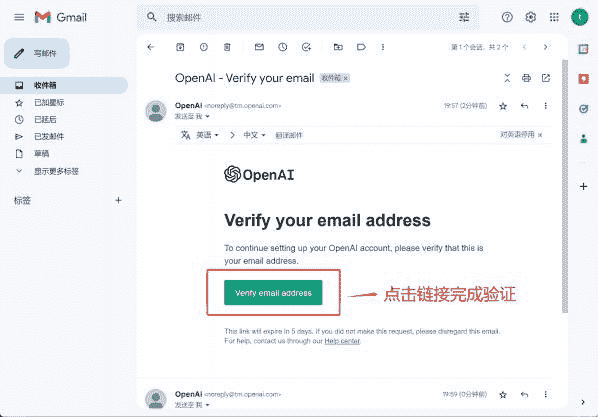 Gmail
搜索邮件
t
写邮件
收件箱
已加星标
已延后
已发邮件
草稿
显示更多标签
标签
第 1 个会话，共 2 个
OpenAI - Verify your email 收件箱 ×
OpenAI <noreply@tm.openai.com> 19:57 (2分钟前)
发送至 我
英语 > 中文 翻译邮件 对英语停用 ×
OpenAI
Verify your email address
To continue setting up your OpenAI account, please verify that this is
your email address.
Verify email address
点击链接完成验证
This link will expire in 5 days. If you did not make this request, please disregard this email.
For help, contact us through our Help center.
OpenAI <noreply@tm.openai.com> 19:59 (0分钟前)
发送至 我